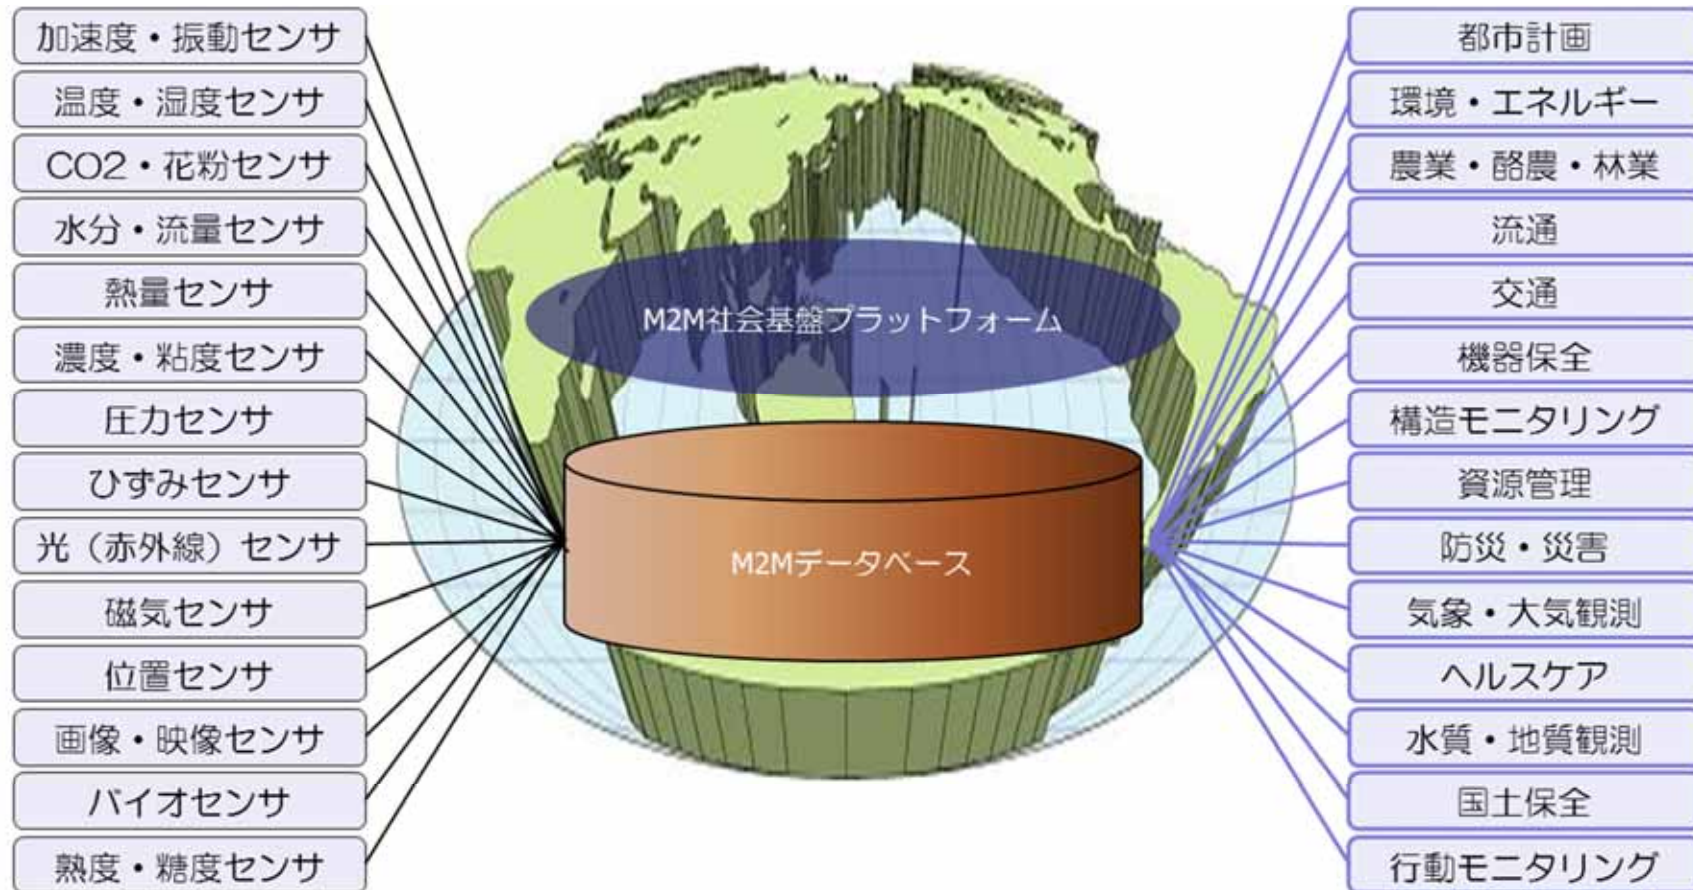 加速度・振動センサ
温度・湿度センサ
CO2・花粉センサ
水分・流量センサ
熱量センサ
濃度・粘度センサ
圧力センサ
ひずみセンサ
光（赤外線）センサ
磁気センサ
位置センサ
画像・映像センサ
バイオセンサ
熟度・糖度センサ
M2M社会基盤プラットフォーム
M2Mデータベース
都市計画
環境・エネルギー
農業・酪農・林業
流通
交通
機器保全
構造モニタリング
資源管理
防災・災害
気象・大気観測
ヘルスケア
水質・地質観測
国土保全
行動モニタリング